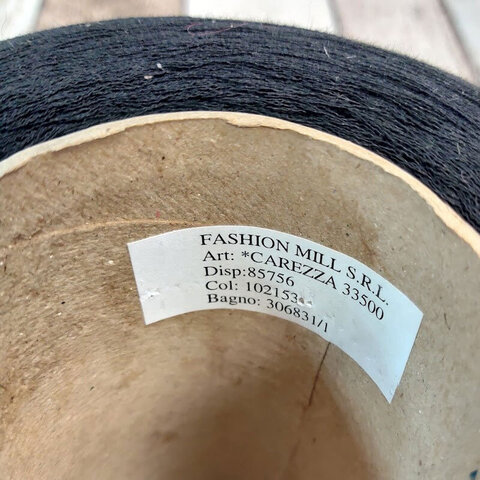 FASHION MILL S.R.L.
Art: *CAREZZA 33500
Disp:85756
Col: 102153
Bagno: 306831/1